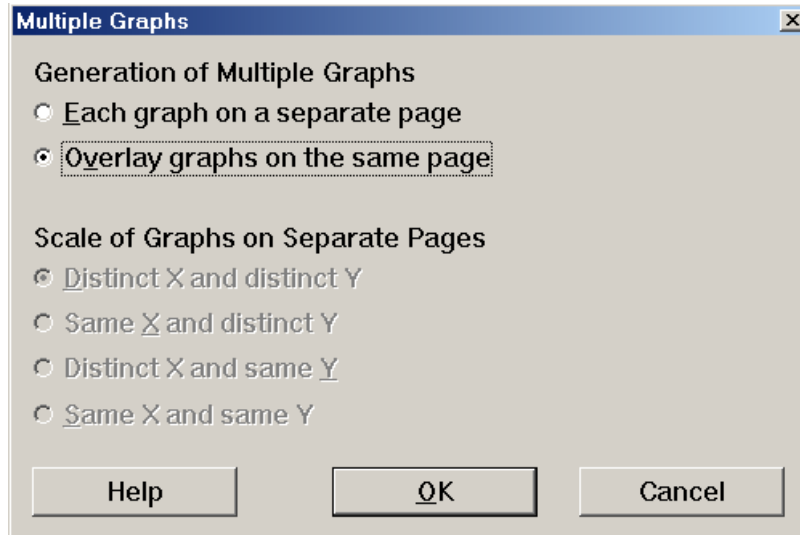 Multiple Graphs
Generation of Multiple Graphs
Each graph on a separate page
Overlay graphs on the same page
Scale of Graphs on Separate Pages
Distinct X and distinct Y
Same X and distinct Y
Distinct X and same Y
Same X and same Y
Help OK Cancel